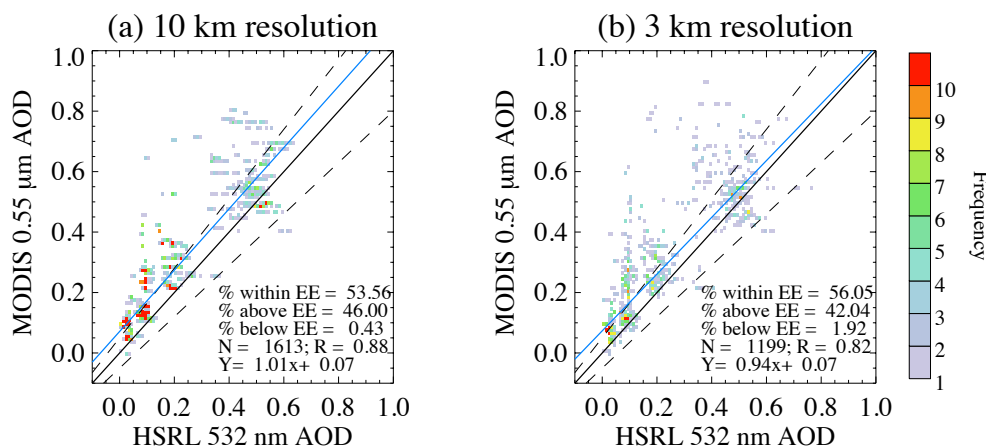 (a) 10 km resolution
MODIS 0.55 µm AOD
1.0
0.8
0.6
0.4
0.2
0.0
% within EE = 53.56
% above EE = 46.00
% below EE = 0.43
N = 1613; R = 0.88
Y= 1.01x+ 0.07
0.0 0.2 0.4 0.6 0.8 1.0
HSRL 532 nm AOD
(b) 3 km resolution
MODIS 0.55 µm AOD
1.0
0.8
0.6
0.4
0.2
0.0
% within EE = 56.05
% above EE = 42.04
% below EE = 1.92
N = 1199; R = 0.82
Y= 0.94x+ 0.07
0.0 0.2 0.4 0.6 0.8 1.0
HSRL 532 nm AOD
10
9
8
7
6
5
4
3
2
1
Frequency